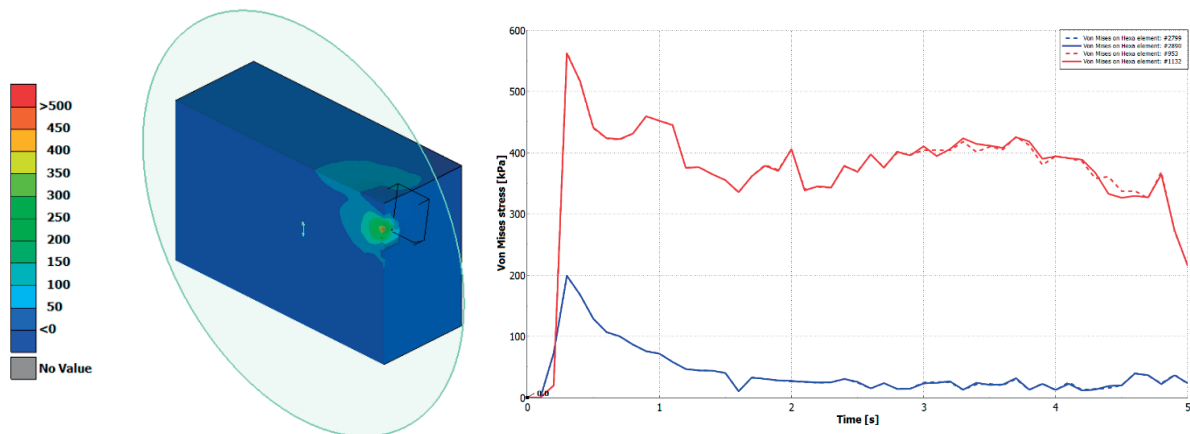 >500
450
400
350
300
250
200
150
100
50
<0
No Value
600
500
400
300
200
100
0
Von Mises stress [kPa]
Von Mises on Hexa element: #2799
Von Mises on Hexa element: #2890
Von Mises on Hexa element: #953
Von Mises on Hexa element: #1132
0.0
0 1 2 3 4 5
Time [s]